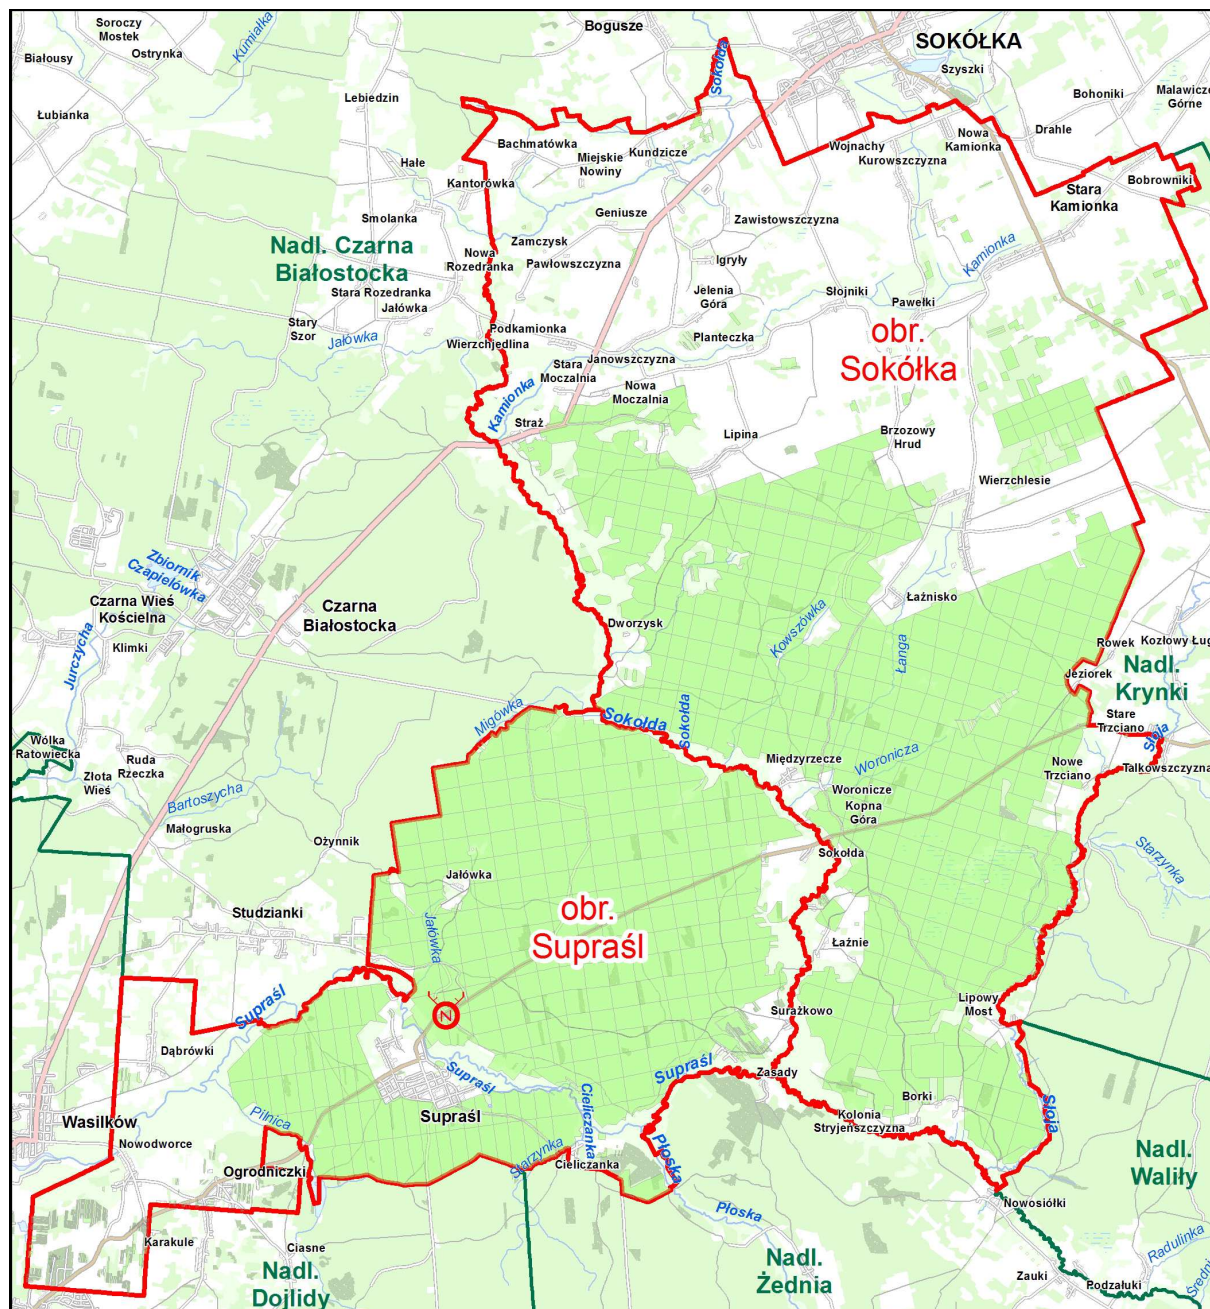 Soroczy
Mostek
Kumiałka
Bogusze
SOKÓŁKA
Białousy
Ostrynka
Sokołda
Szyszki
Lebiedzin
Bohoniki
Malawicze
Górne
Łubianka
Drahle
Bachmatówka
Miejskie
Nowiny
Kundzicze
Wojnachy
Kurowszczyzna
Nowa
Kamionka
Hałe
Kantorówka
Stara
Kamionka
Bobrowniki
Smolanka
Geniusze
Zawistowszczyzna
Nadl. Czarna
Białostocka
Nowa
Rozedranka
Zamczysk
Pawłowszczyzna
Igryły
Kamionka
Stara Rozedranka
Jałówka
Jelenia
Góra
Słojniki
Pawełki
Stary
Szor
Jałówka
Podkamionka
Wierzchjedlina
Planteczka
obr.
Sokółka
Stara
Moczalnia
Janowszczyzna
Nowa
Moczalnia
Kamionka
Straż
Lipina
Brzozowy
Hrud
Wierzchlesie
Zbiornik
Czapielówka
Czarna Wieś
Kościelna
Czarna
Białostocka
Łaźnisko
Dworzysk
Kowszówka
Łanga
Jurczycha
Klimki
Rowek
Kozłowy Ług
Jeziorek
Nadl.
Krynki
Migówka
Sokołda
Sokołda
Stare
Trzciano
Słoja
Wólka
Ratowiecka
Ruda
Rzeczka
Złota
Wieś
Bartoszycha
Międzyrzecze
Woronicza
Nowe
Trzciano
Talkowszczyzna
Woronicze
Kopna
Góra
Małogruska
Ożynnik
Sokołda
Starzynka
Jałówka
Studzianki
Jałówka
obr.
Supraśl
Łaźnie
Supraśl
N
Surażkowo
Lipowy
Most
Dąbrówki
Supraśl
Supraśl
Zasady
Cieliczanka
Borki
Słoja
Wasilków
Pilnica
Supraśl
Kolonia
Stryjeńszczyzna
Nowodworce
Starzynka
Płoska
Nadl.
Waliły
Ogrodniczki
Cieliczanka
Nowosiółki
Płoska
Karakule
Ciasne
Nadl.
Dojlidy
Nadl.
Żednia
Radulinka
Zauki
Podzałuki
Średni